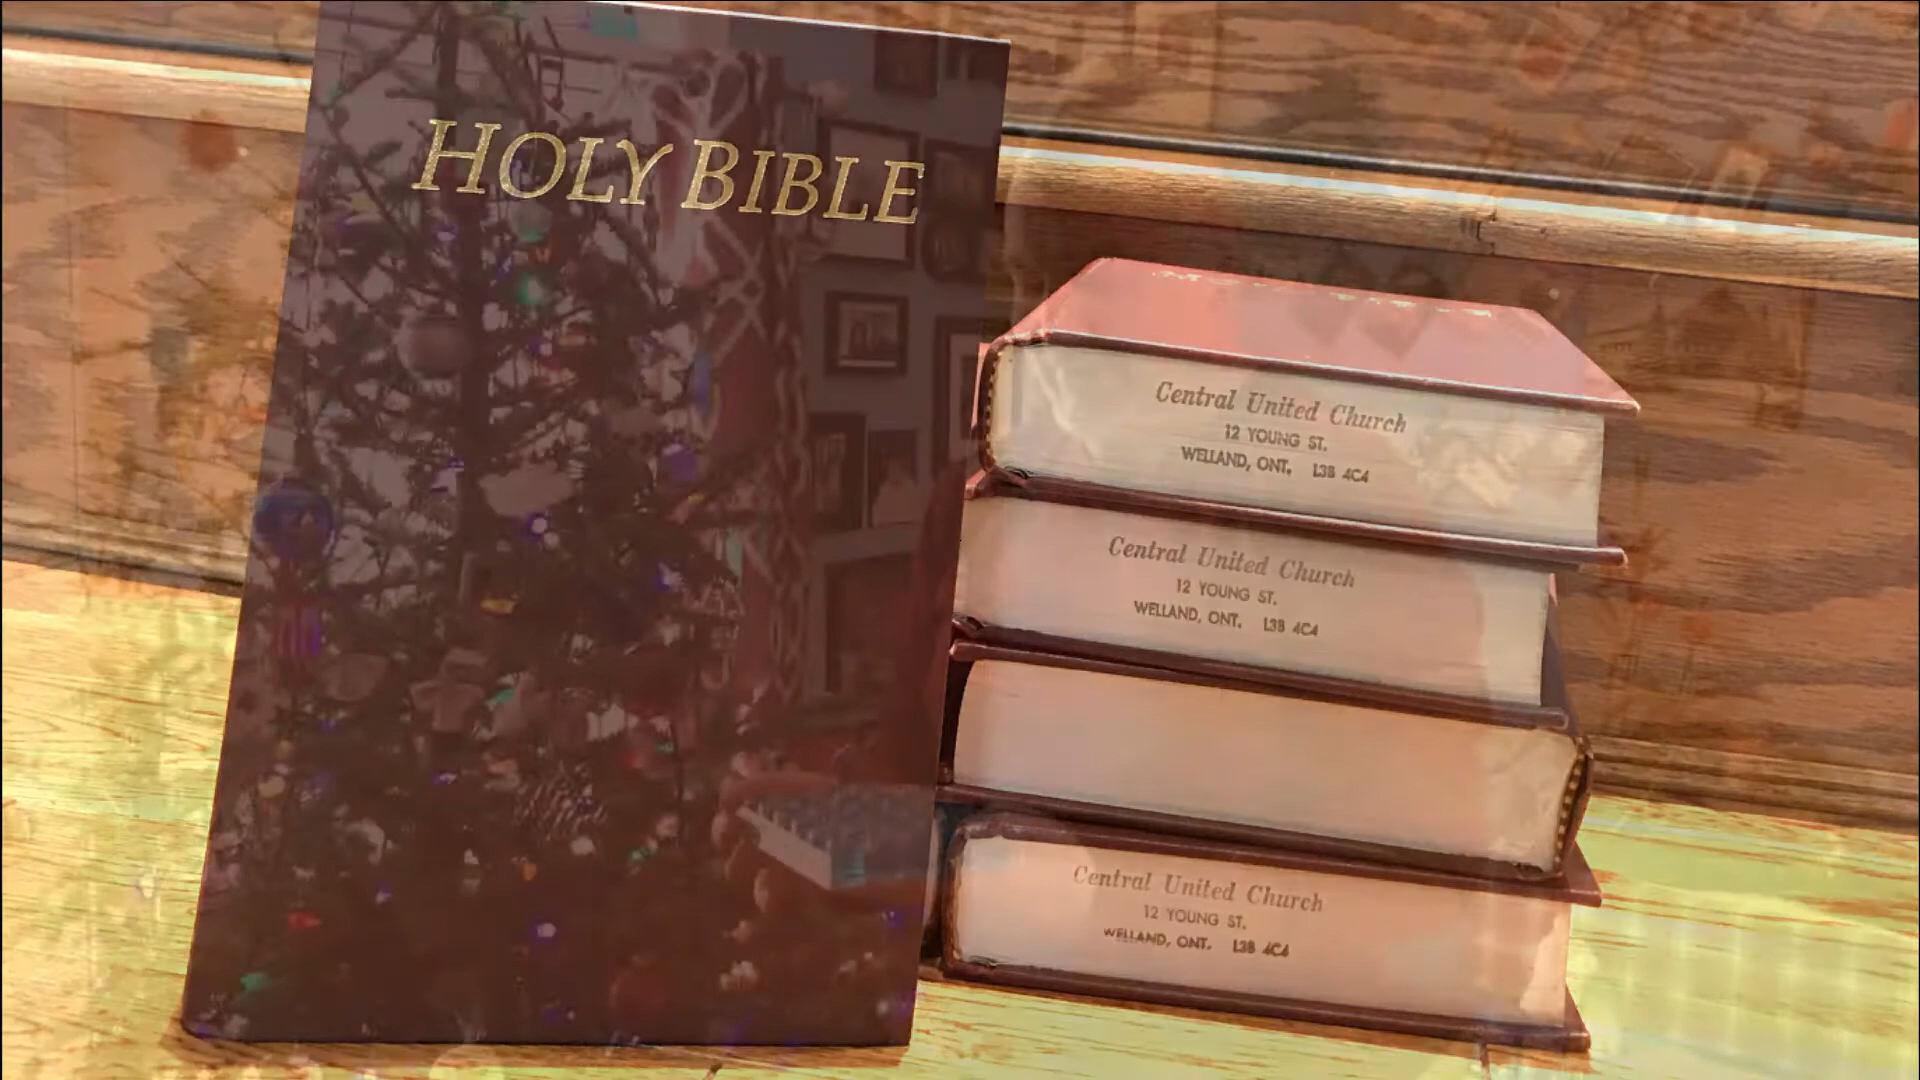 HOLY BIBLE
Central United Church
12 YOUNG ST.
WELLAND, ONT. L3B 4C4
Central United Church
12 YOUNG ST.
WELLAND, ONT. L3B 4C4
Central United Church
12 YOUNG ST.
WELLAND, ONT. L3B 4C4